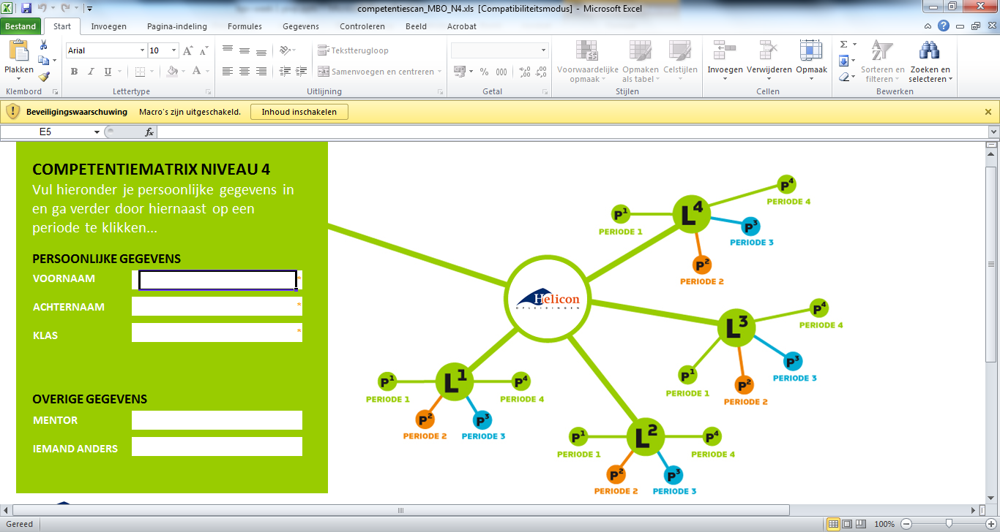 competentiescan_MBO_N4.xls [Compatibiliteitsmodus] - Microsoft Excel
Bestand Start Invoegen Pagina-indeling Formules Gegevens Controleren Beeld Acrobat
Plakken
Klembord
Arial 10
B I U
Lettertype
Tekstterugloop
Samenvoegen en centreren
Uitlijning
% 000
Getal
Voorwaardelijke opmaak
Opmaken als tabel
Celstijlen
Stijlen
Invoegen Verwijderen Opmaak
Cellen
Sorteren en filteren
Zoeken en selecteren
Bewerken
Beveiligingswaarschuwing Macro's zijn uitgeschakeld. Inhoud inschakelen
E5 fx
COMPETENTIEMATRIX NIVEAU 4
Vul hieronder je persoonlijke gegevens in
en ga verder door hiernaast op een
periode te klikken...
PERSOONLIJKE GEGEVENS
VOORNAAM *
ACHTERNAAM *
KLAS *
OVERIGE GEGEVENS
MENTOR
IEMAND ANDERS
Helicon
OPLEIDINGEN
L4
P1
PERIODE 1
P2
PERIODE 2
P3
PERIODE 3
P4
PERIODE 4
L3
P1
PERIODE 1
P2
PERIODE 2
P3
PERIODE 3
P4
PERIODE 4
L1
P1
PERIODE 1
P2
PERIODE 2
P3
PERIODE 3
P4
PERIODE 4
L2
P1
PERIODE 1
P2
PERIODE 2
P3
PERIODE 3
P4
PERIODE 4
Gereed 100%